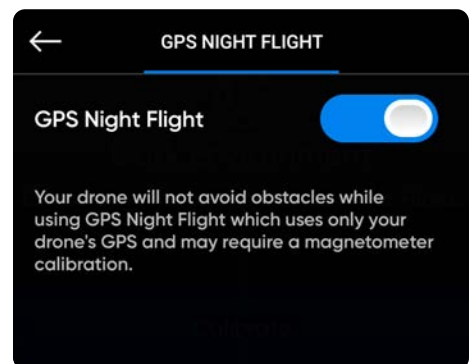 GPS NIGHT FLIGHT
GPS Night Flight
Your drone will not avoid obstacles while
using GPS Night Flight which uses only your
drone's GPS and may require a magnetometer
calibration.